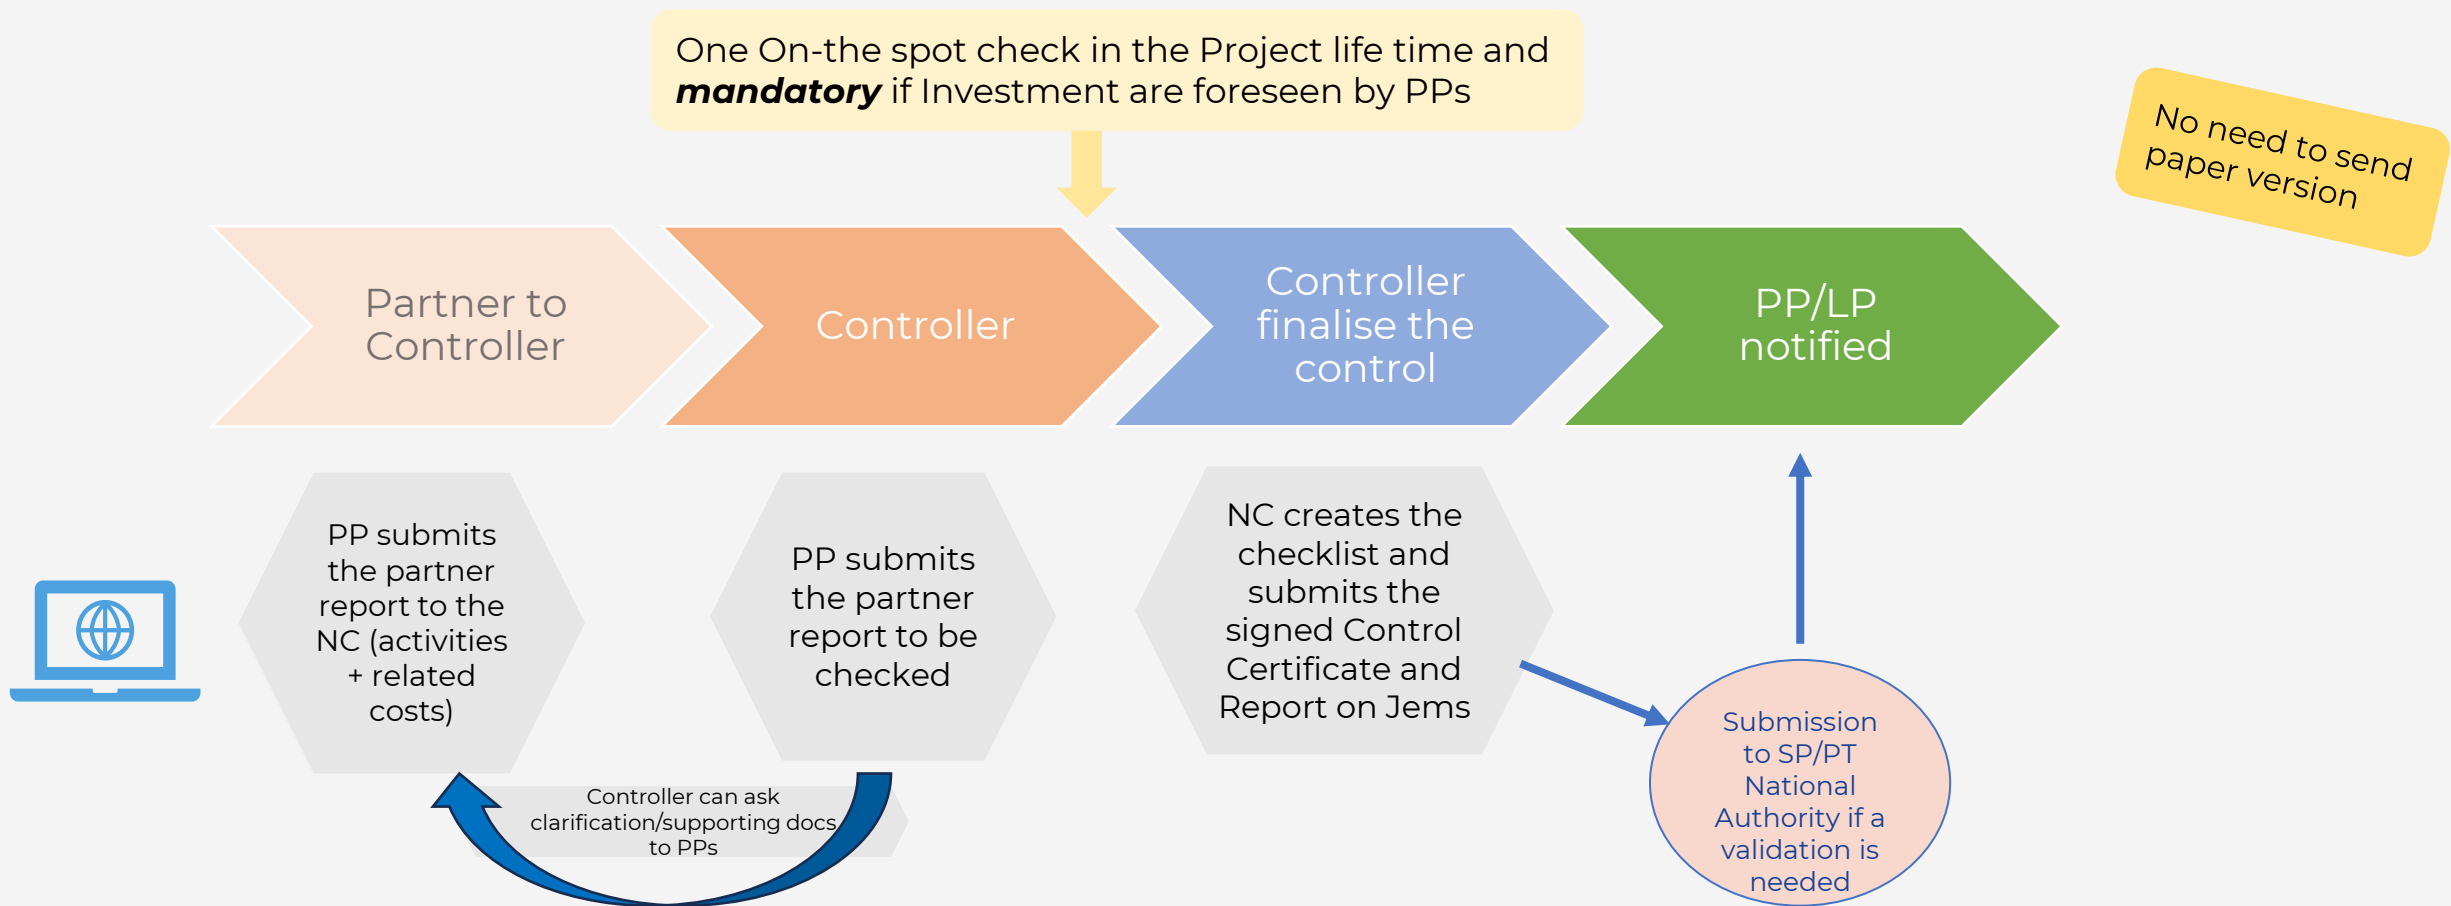 One On-the spot check in the Project life time and
mandatory if Investment are foreseen by PPs
No need to send
paper version
Partner to
Controller
Controller
Controller
finalise the
control
PP/LP
notified
PP submits
the partner
report to the
NC (activities
+ related
costs)
PP submits
the partner
report to be
checked
NC creates the
checklist and
submits the
signed Control
Certificate and
Report on Jems
Controller can ask
clarification/supporting docs
to PPs
Submission
to SP/PT
National
Authority if a
validation is
needed